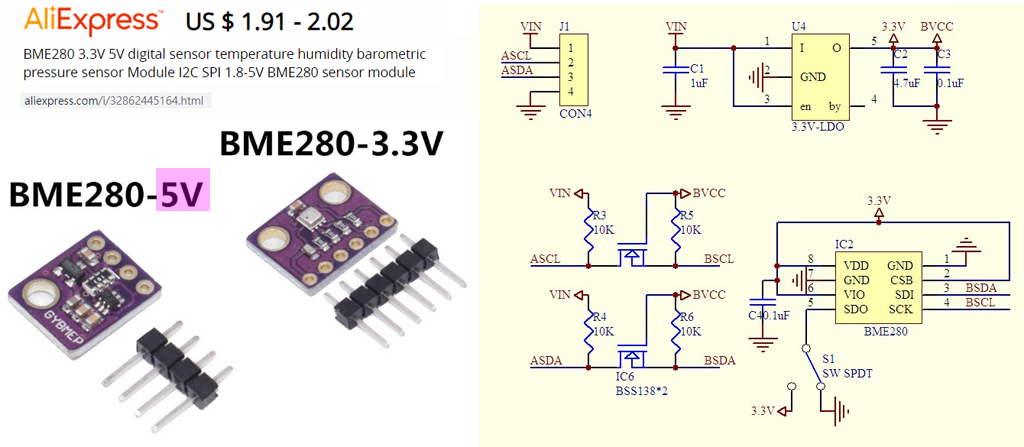 AliExpress™ US $ 1.91 - 2.02
BME280 3.3V 5V digital sensor temperature humidity barometric
pressure sensor Module I2C SPI 1.8-5V BME280 sensor module
aliexpress.com/i/32862445164.html
BME280-3.3V
BME280-5V
GYBMEP
VIN
J1
1
ASCL
2
ASDA
3
4
CON4
VIN
U4
3.3V
BVCC
1
I
O
5
C1
1uF
2
GND
C2
4.7uF
C3
0.1uF
3
en
by
4
3.3V-LDO
VIN
BVCC
R3
10K
R5
10K
ASCL
BSCL
VIN
BVCC
R4
10K
R6
10K
ASDA
BSDA
IC6
BSS138*2
3.3V
IC2
8
VDD
GND
1
7
GND
CSB
2
6
VIO
SDI
3
BSDA
5
SDO
SCK
4
BSCL
C4
0.1uF
BME280
S1
SW SPDT
3.3V